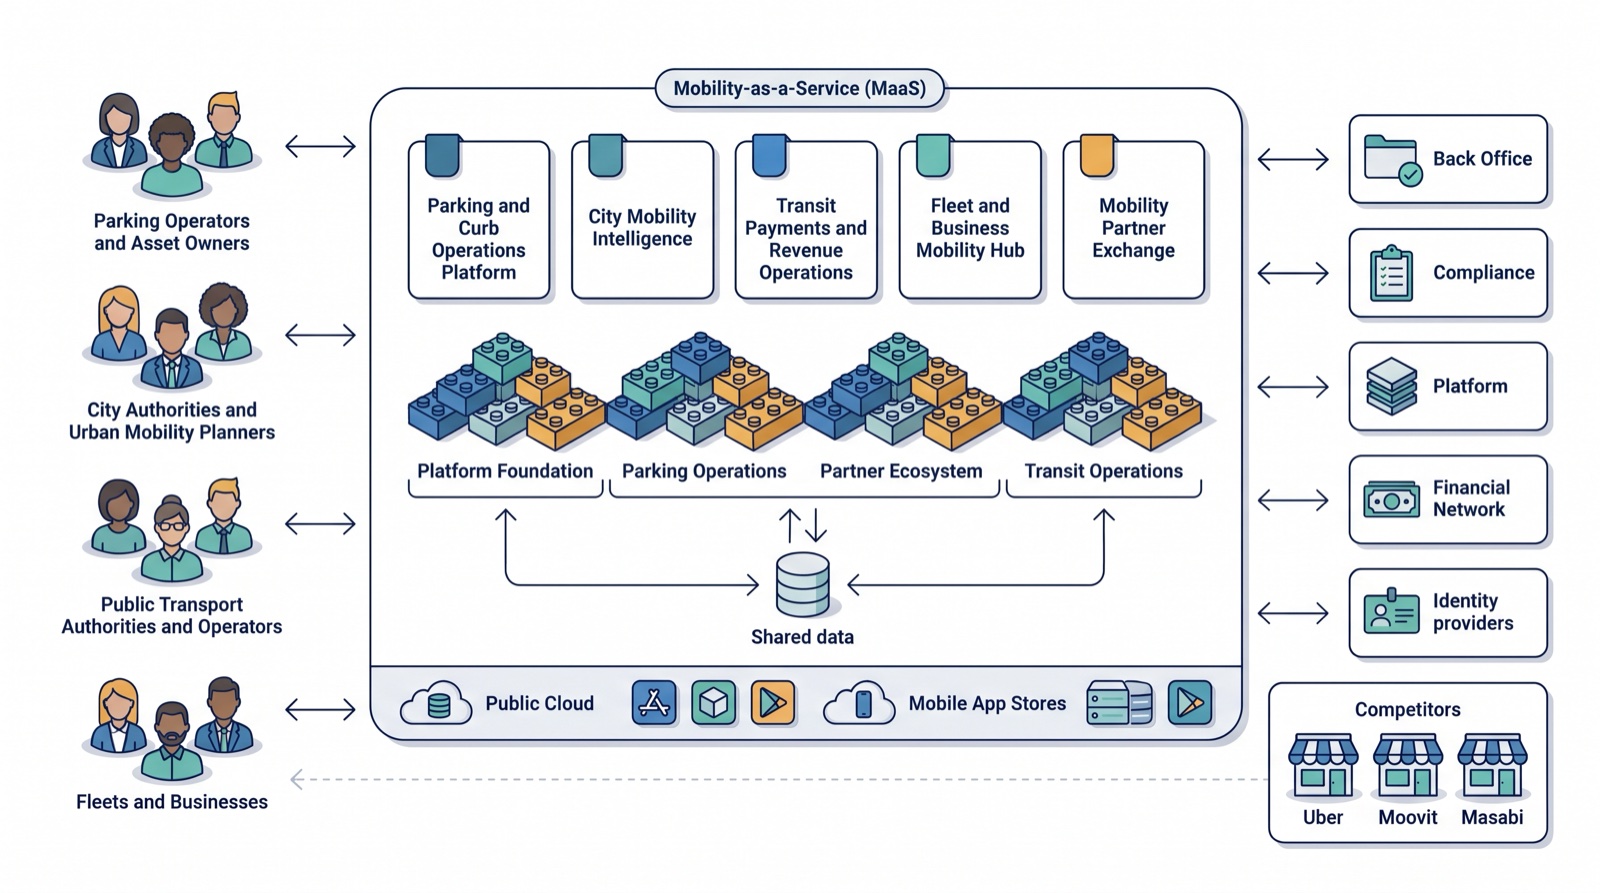 Mobility-as-a-Service (MaaS)
Parking Operators
and Asset Owners
City Authorities and
Urban Mobility Planners
Public Transport
Authorities and Operators
Fleets and Businesses
Parking and
Curb
Operations
Platform
City Mobility
Intelligence
Transit
Payments and
Revenue
Operations
Fleet and
Business
Mobility Hub
Mobility
Partner
Exchange
Platform Foundation
Parking Operations
Partner Ecosystem
Transit Operations
Shared data
Public Cloud
Mobile App Stores
Back Office
Compliance
Platform
Financial
Network
Identity
providers
Competitors
Uber
Moovit
Masabi